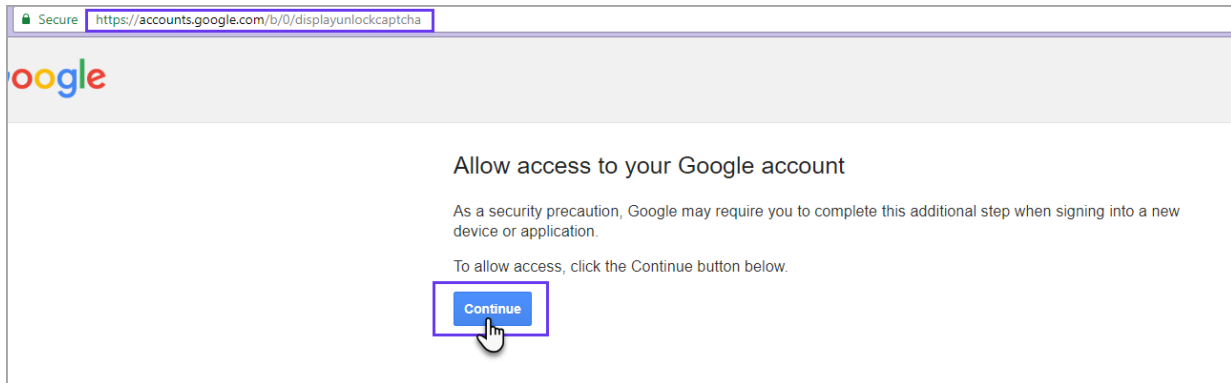 Secure https://accounts.google.com/b/0/displayunlockcaptcha
oogle
Allow access to your Google account
As a security precaution, Google may require you to complete this additional step when signing into a new
device or application.
To allow access, click the Continue button below.
Continue